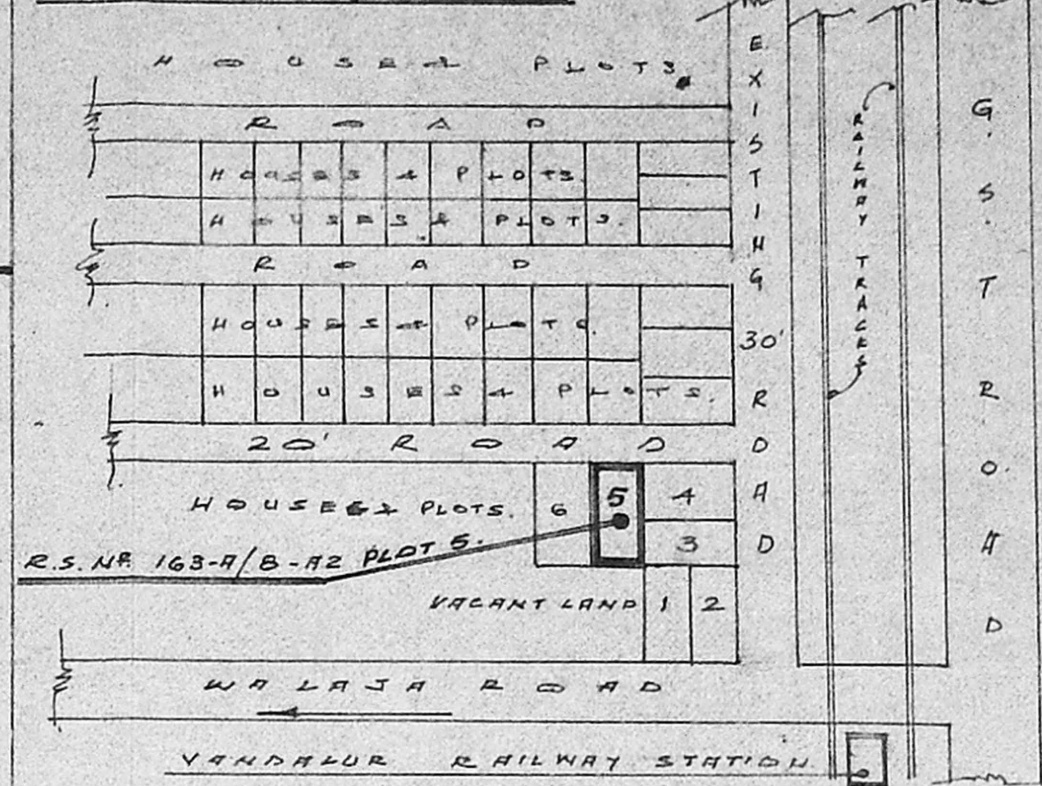 HOUSE & PLOTS.
ROAD
HOUSES & PLOTS.
HOUSES & PLOTS.
ROAD
HOUSES & PLOTS.
HOUSES & PLOTS.
20' ROAD
HOUSES & PLOTS.
6
5
4
3
R.S. NO. 163-A/B-A2 PLOT 5.
VACANT LAND
1
2
WALAJA ROAD
VANDALUR RAILWAY STATION
EXISTING 30' ROAD
RAILWAY TRACKS
G.S.T. ROAD